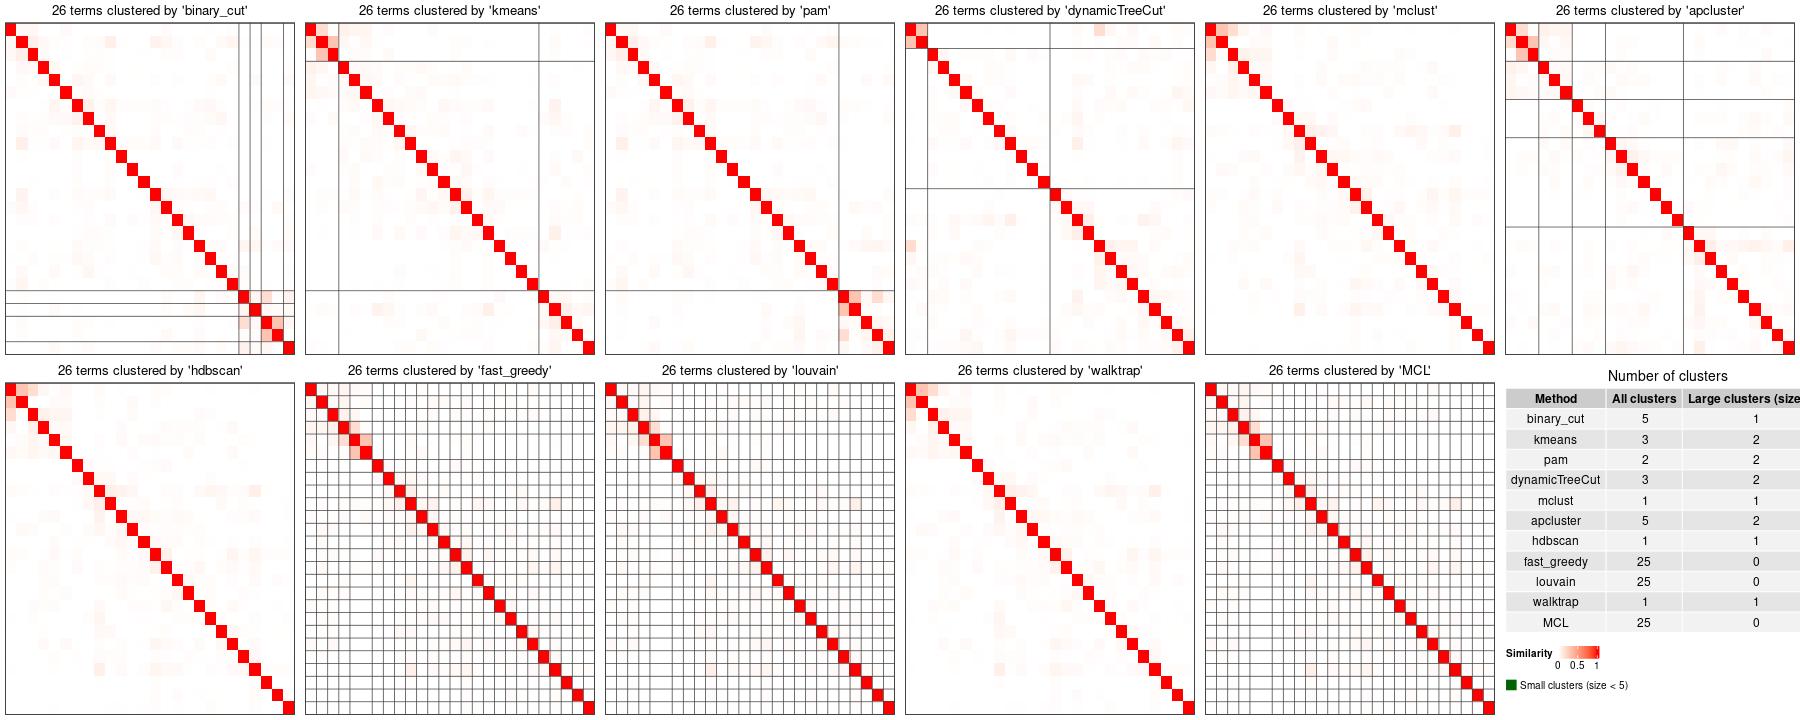 26 terms clustered by 'binary_cut'
26 terms clustered by 'kmeans'
26 terms clustered by 'pam'
26 terms clustered by 'dynamicTreeCut'
26 terms clustered by 'mclust'
26 terms clustered by 'apcluster'
26 terms clustered by 'hdbscan'
26 terms clustered by 'fast_greedy'
26 terms clustered by 'louvain'
26 terms clustered by 'walktrap'
26 terms clustered by 'MCL'
Number of clusters
Method All clusters Large clusters (size
binary_cut 5 1
kmeans 3 2
pam 2 2
dynamicTreeCut 3 2
mclust 1 1
apcluster 5 2
hdbscan 1 1
fast_greedy 25 0
louvain 25 0
walktrap 1 1
MCL 25 0
Similarity
0 0.5 1
Small clusters (size < 5)